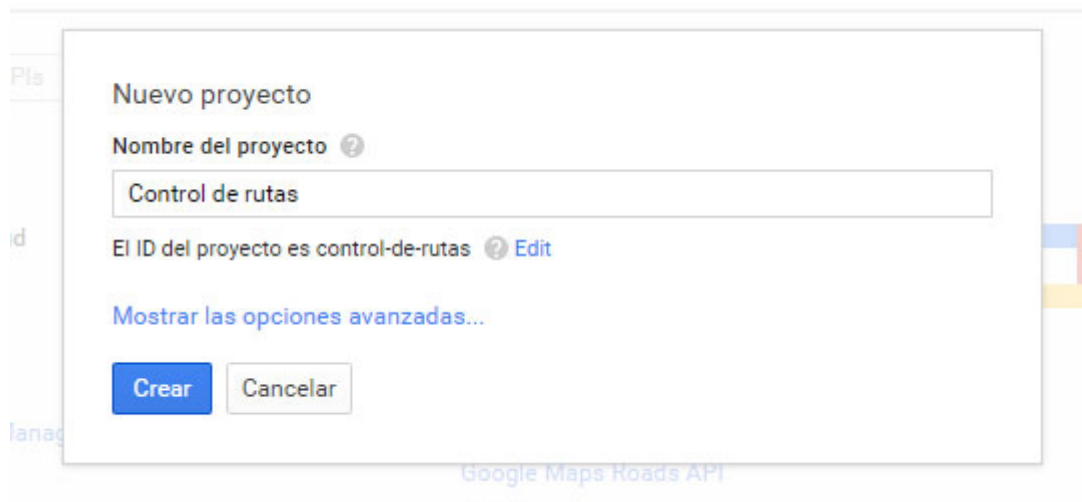 PIs
Nuevo proyecto
Nombre del proyecto ?
Control de rutas
El ID del proyecto es control-de-rutas ? Edit
Mostrar las opciones avanzadas...
Crear Cancelar
Google Maps Roads API